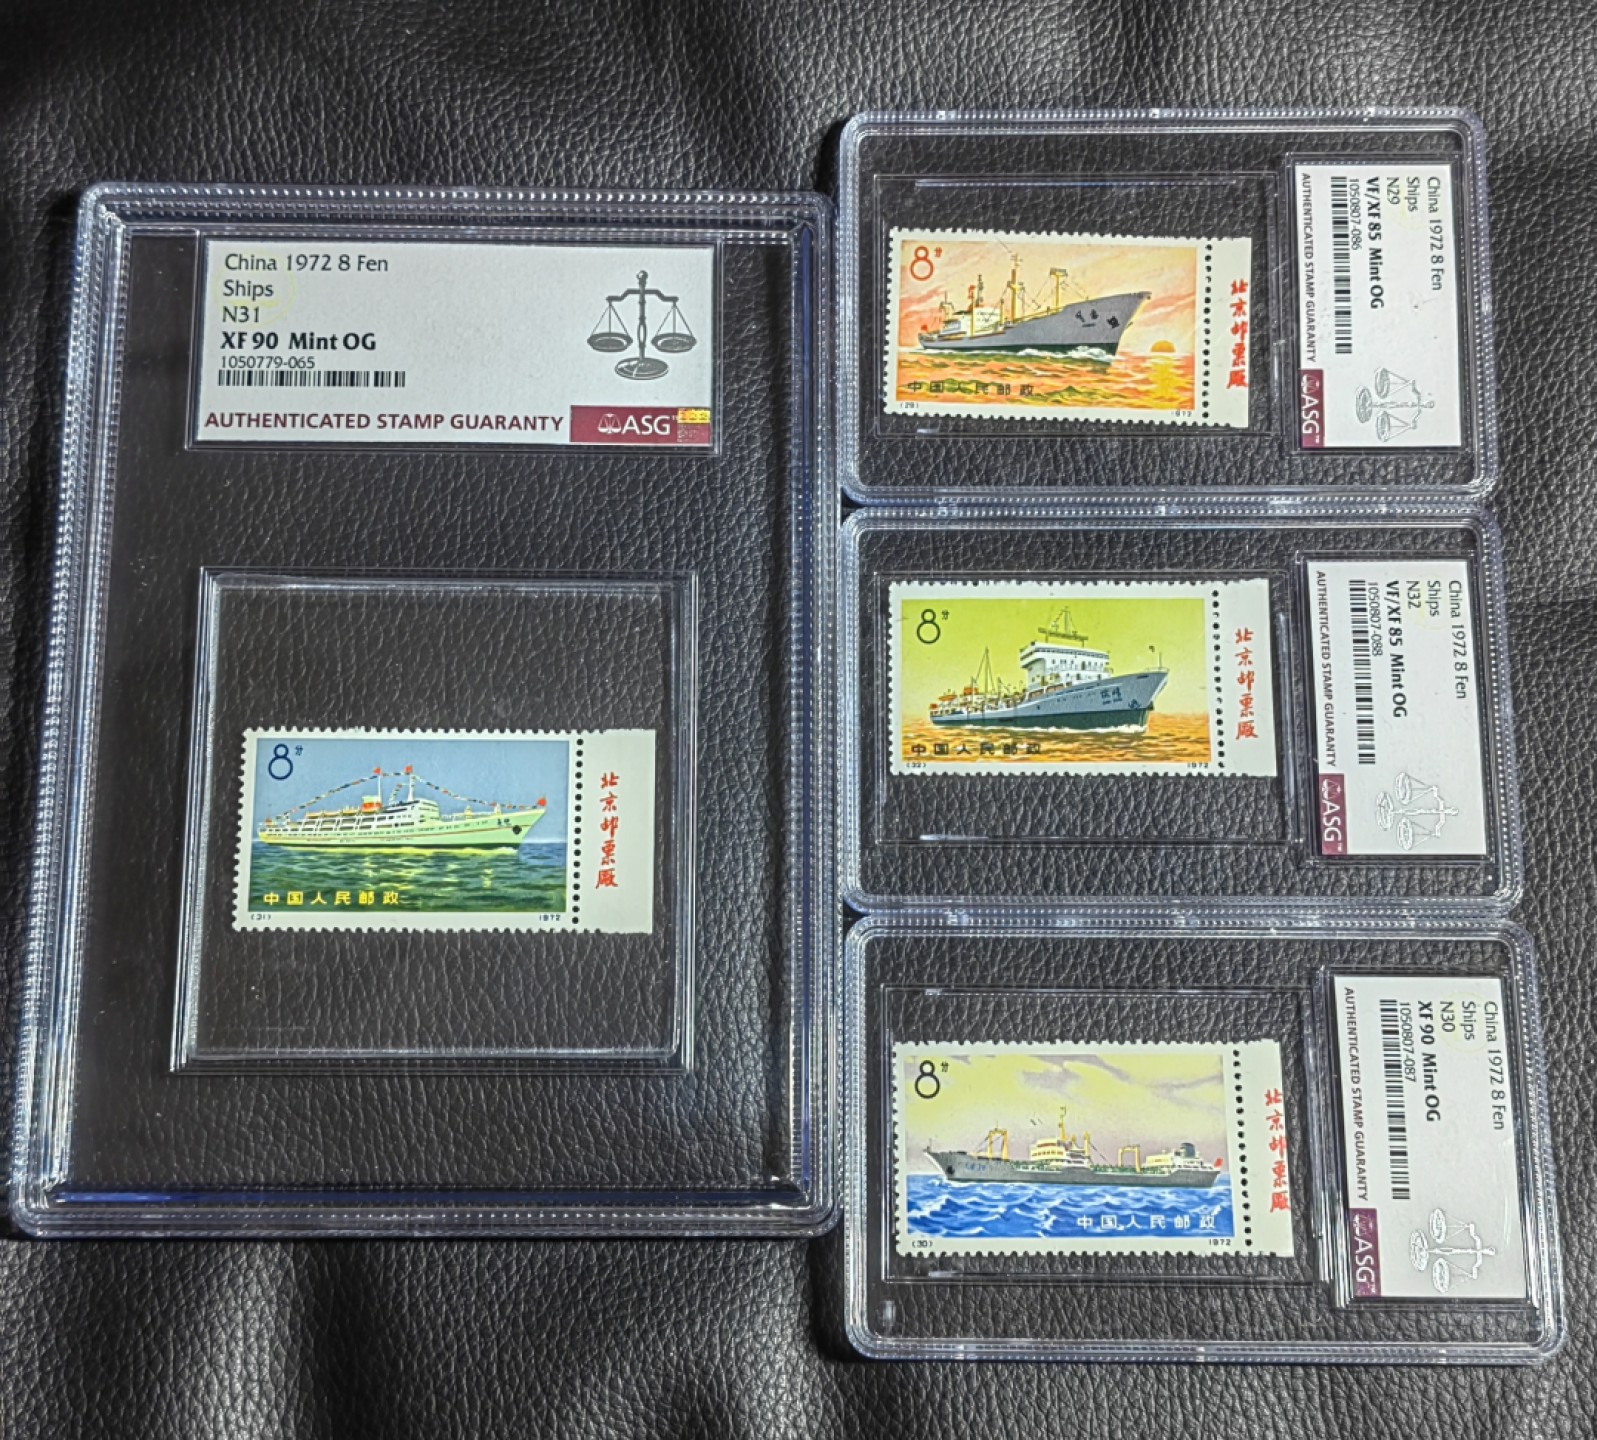 China 1972 8 Fen
Ships
N31
XF 90 Mint OG
1050779-065
AUTHENTICATED STAMP GUARANTY
ASG™
8分
中国人民邮政
(31)
1972
北京邮票厂
China 1972 8 Fen
Ships
N29
VF/XF 85 Mint OG
1050807-086
AUTHENTICATED STAMP GUARANTY
ASG™
8分
中国人民邮政
(29)
1972
北京邮票厂
China 1972 8 Fen
Ships
N32
VF/XF 85 Mint OG
1050807-088
AUTHENTICATED STAMP GUARANTY
ASG™
8分
中国人民邮政
(32)
1972
北京邮票厂
China 1972 8 Fen
Ships
N30
XF 90 Mint OG
1050807-087
AUTHENTICATED STAMP GUARANTY
ASG™
8分
中国人民邮政
(30)
1972
北京邮票厂